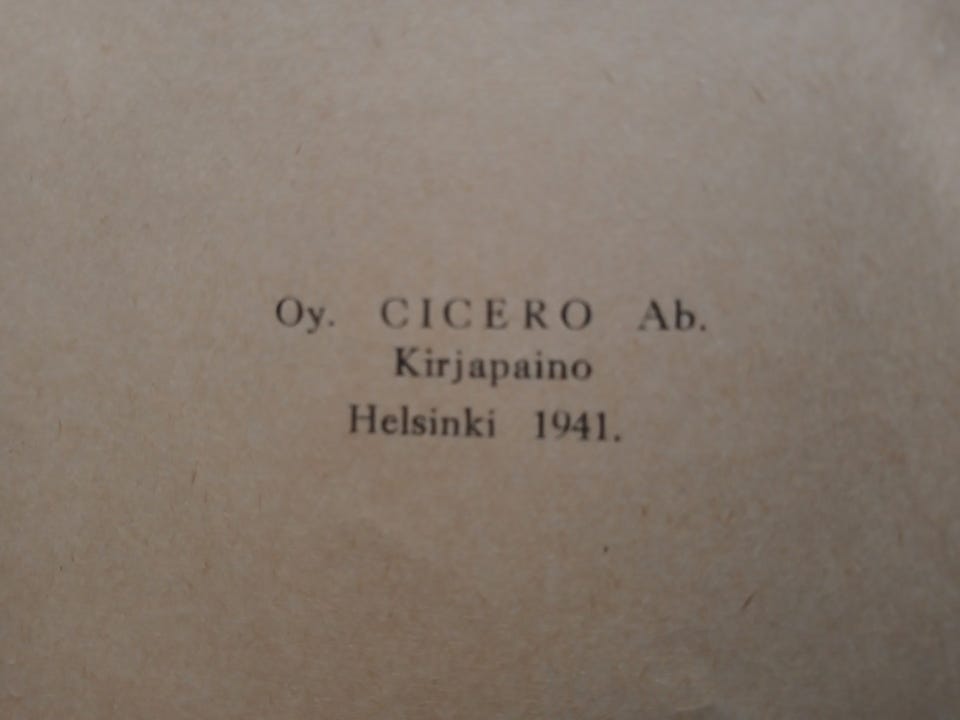 Oy. CICERO Ab.
Kirjapaino
Helsinki 1941.